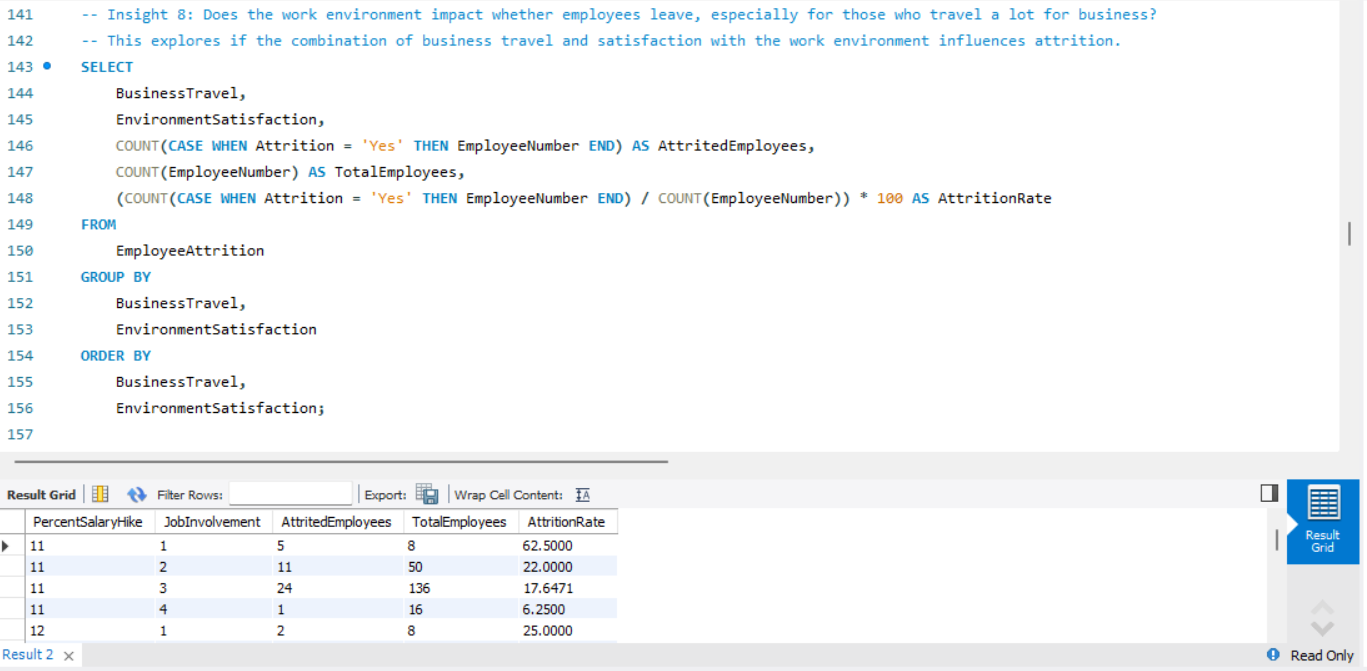 141 -- Insight 8: Does the work environment impact whether employees leave, especially for those who travel a lot for business?
142 -- This explores if the combination of business travel and satisfaction with the work environment influences attrition.
143 SELECT
144 BusinessTravel,
145 EnvironmentSatisfaction,
146 COUNT(CASE WHEN Attrition = 'Yes' THEN EmployeeNumber END) AS AttritedEmployees,
147 COUNT(EmployeeNumber) AS TotalEmployees,
148 (COUNT(CASE WHEN Attrition = 'Yes' THEN EmployeeNumber END) / COUNT(EmployeeNumber)) * 100 AS AttritionRate
149 FROM
150 EmployeeAttrition
151 GROUP BY
152 BusinessTravel,
153 EnvironmentSatisfaction
154 ORDER BY
155 BusinessTravel,
156 EnvironmentSatisfaction;
157
Result Grid Filter Rows: Export: Wrap Cell Content: IA
PercentSalaryHike JobInvolvement AttritedEmployees TotalEmployees AttritionRate
11 1 5 8 62.5000
11 2 11 50 22.0000
11 3 24 136 17.6471
11 4 1 16 6.2500
12 1 2 8 25.0000
Result
Grid
Result 2 × Read Only